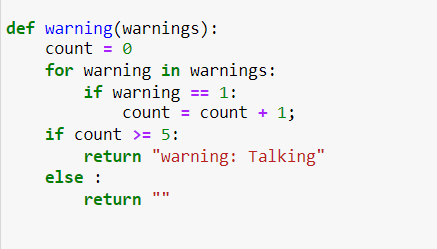 def warning(warnings):
    count = 0
    for warning in warnings:
        if warning == 1:
            count = count + 1;
    if count >= 5:
        return "warning: Talking"
    else :
        return ""